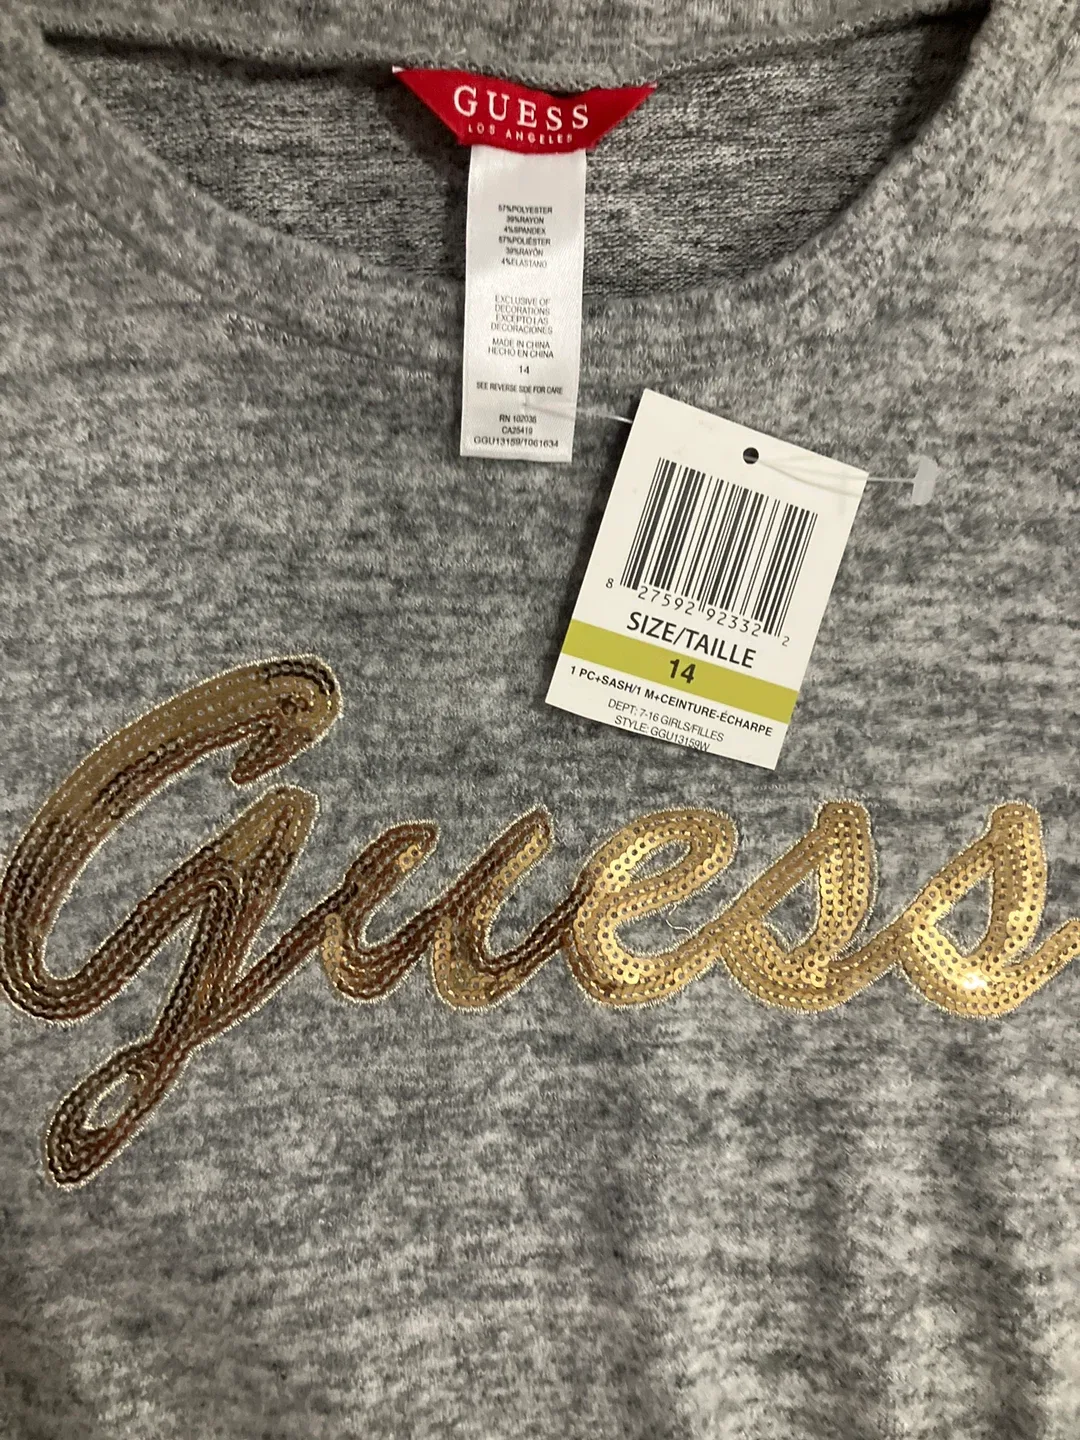 GUESS
LOS ANGELES
57%POLYESTER
39%RAYON
4%SPANDEX
57%POLIÉSTER
39%RAYÓN
4%ELASTANO
EXCLUSIVE OF
DECORATIONS
EXCEPTO LAS
DECORACIONES
MADE IN CHINA
HECHO EN CHINA
14
SEE REVERSE SIDE FOR CARE
RN 102036
CA25419
GGU13159/T061634
8 27592 92332 2
SIZE/TAILLE
14
1 PC+SASH/1 M+CEINTURE-ÉCHARPE
DEPT: 7-16 GIRLS/FILLES
STYLE: GGU13159W
Guess